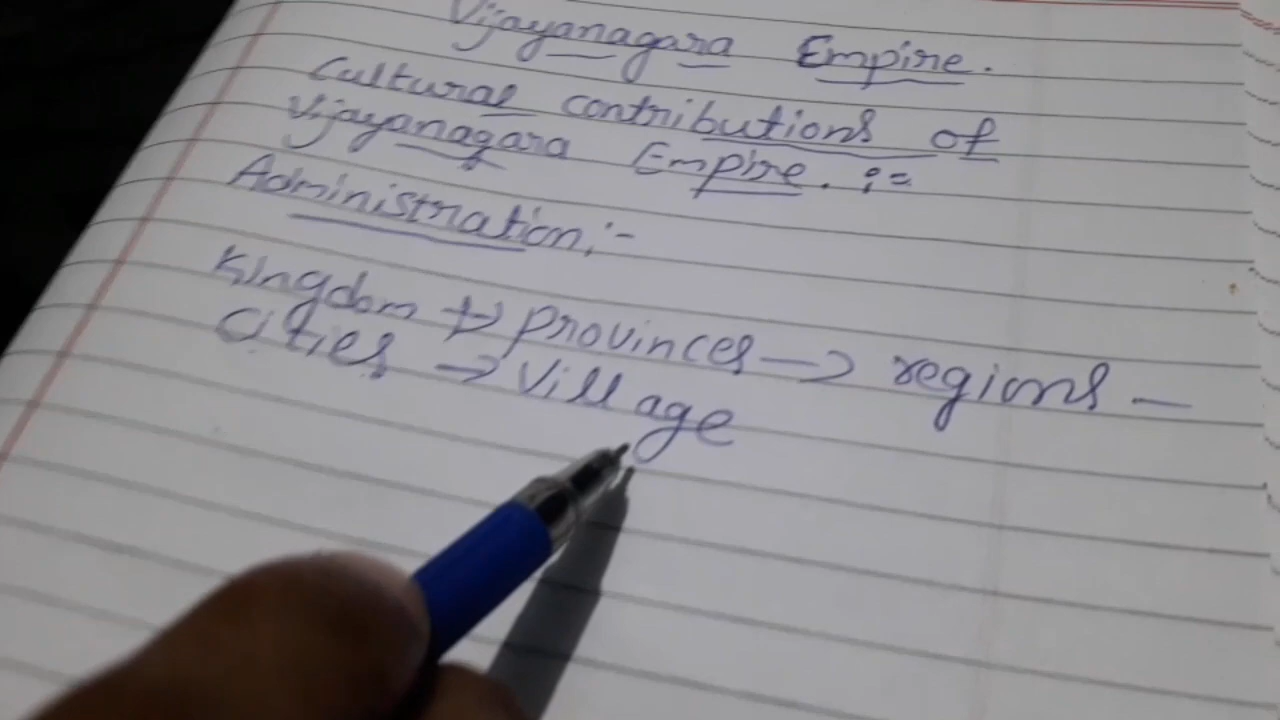 Vijayanagara Empire.
Cultural contributions of
Vijayanagara Empire. :=
Administration:-
Kingdom → provinces → regions —
Cities → Village